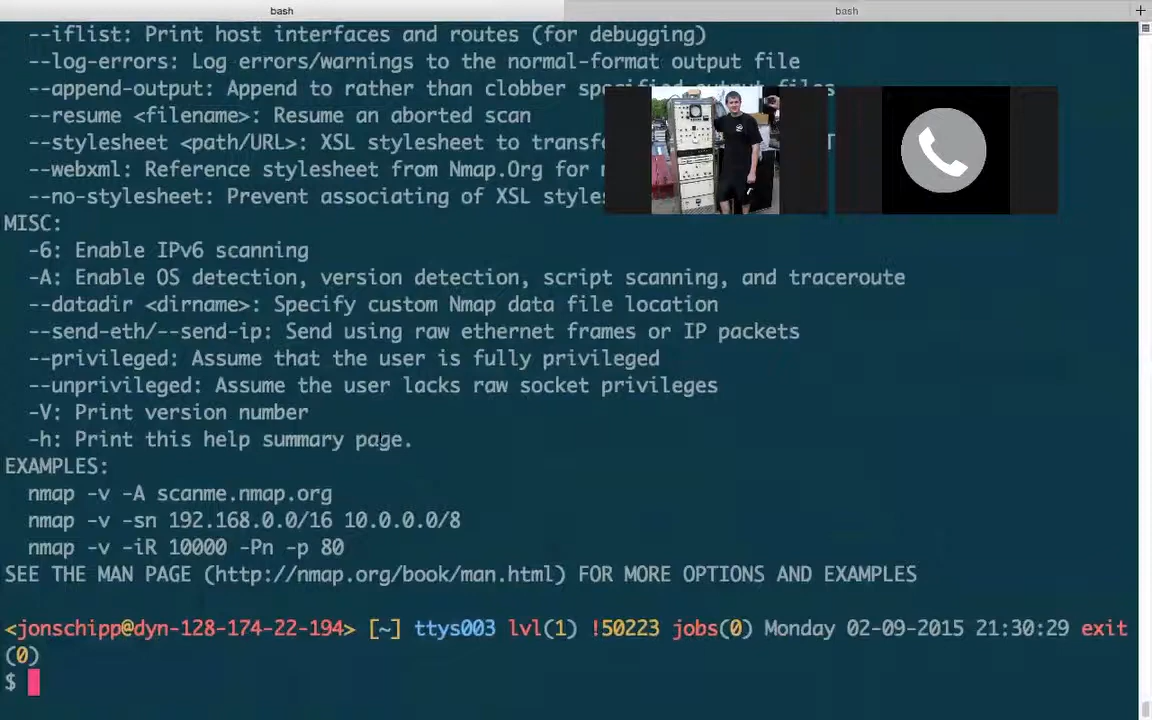 bash
bash
--iflist: Print host interfaces and routes (for debugging)
--log-errors: Log errors/warnings to the normal-format output file
--append-output: Append to rather than clobber specified output files
--resume <filename>: Resume an aborted scan
--stylesheet <path/URL>: XSL stylesheet to transf T
--webxml: Reference stylesheet from Nmap.Org for
--no-stylesheet: Prevent associating of XSL style
MISC:
-6: Enable IPv6 scanning
-A: Enable OS detection, version detection, script scanning, and traceroute
--datadir <dirname>: Specify custom Nmap data file location
--send-eth/--send-ip: Send using raw ethernet frames or IP packets
--privileged: Assume that the user is fully privileged
--unprivileged: Assume the user lacks raw socket privileges
-V: Print version number
-h: Print this help summary page.
EXAMPLES:
nmap -v -A scanme.nmap.org
nmap -v -sn 192.168.0.0/16 10.0.0.0/8
nmap -v -iR 10000 -Pn -p 80
SEE THE MAN PAGE (http://nmap.org/book/man.html) FOR MORE OPTIONS AND EXAMPLES
<jonschipp@dyn-128-174-22-194> [~] ttys003 lvl(1) !50223 jobs(0) Monday 02-09-2015 21:30:29 exit
(0)
$